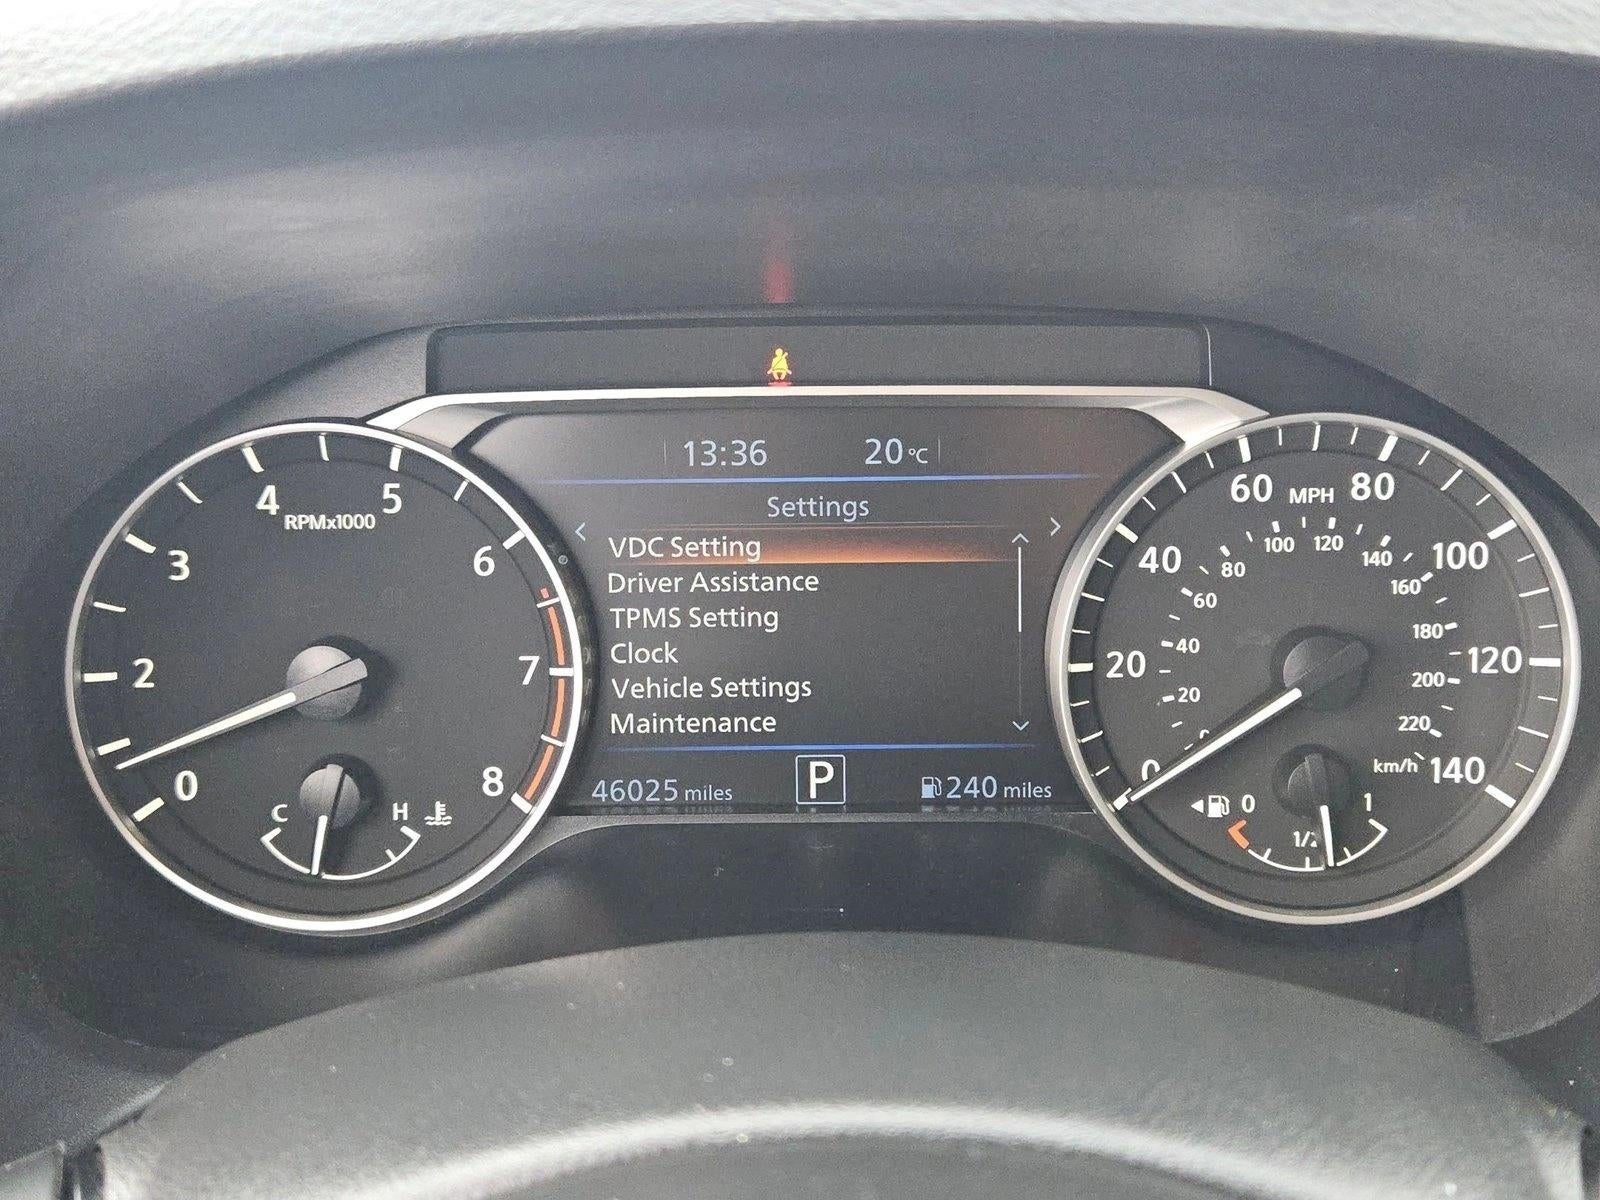 13:36 20 °C
Settings
VDC Setting
Driver Assistance
TPMS Setting
Clock
Vehicle Settings
Maintenance
46025 miles P 240 miles
0
2
3
4
5
6
7
8
RPMx1000
C H
0
20
40
60
80
100
120
140
MPH
20
40
60
80
100
120
140
160
180
200
220
km/h
0 1/2 1